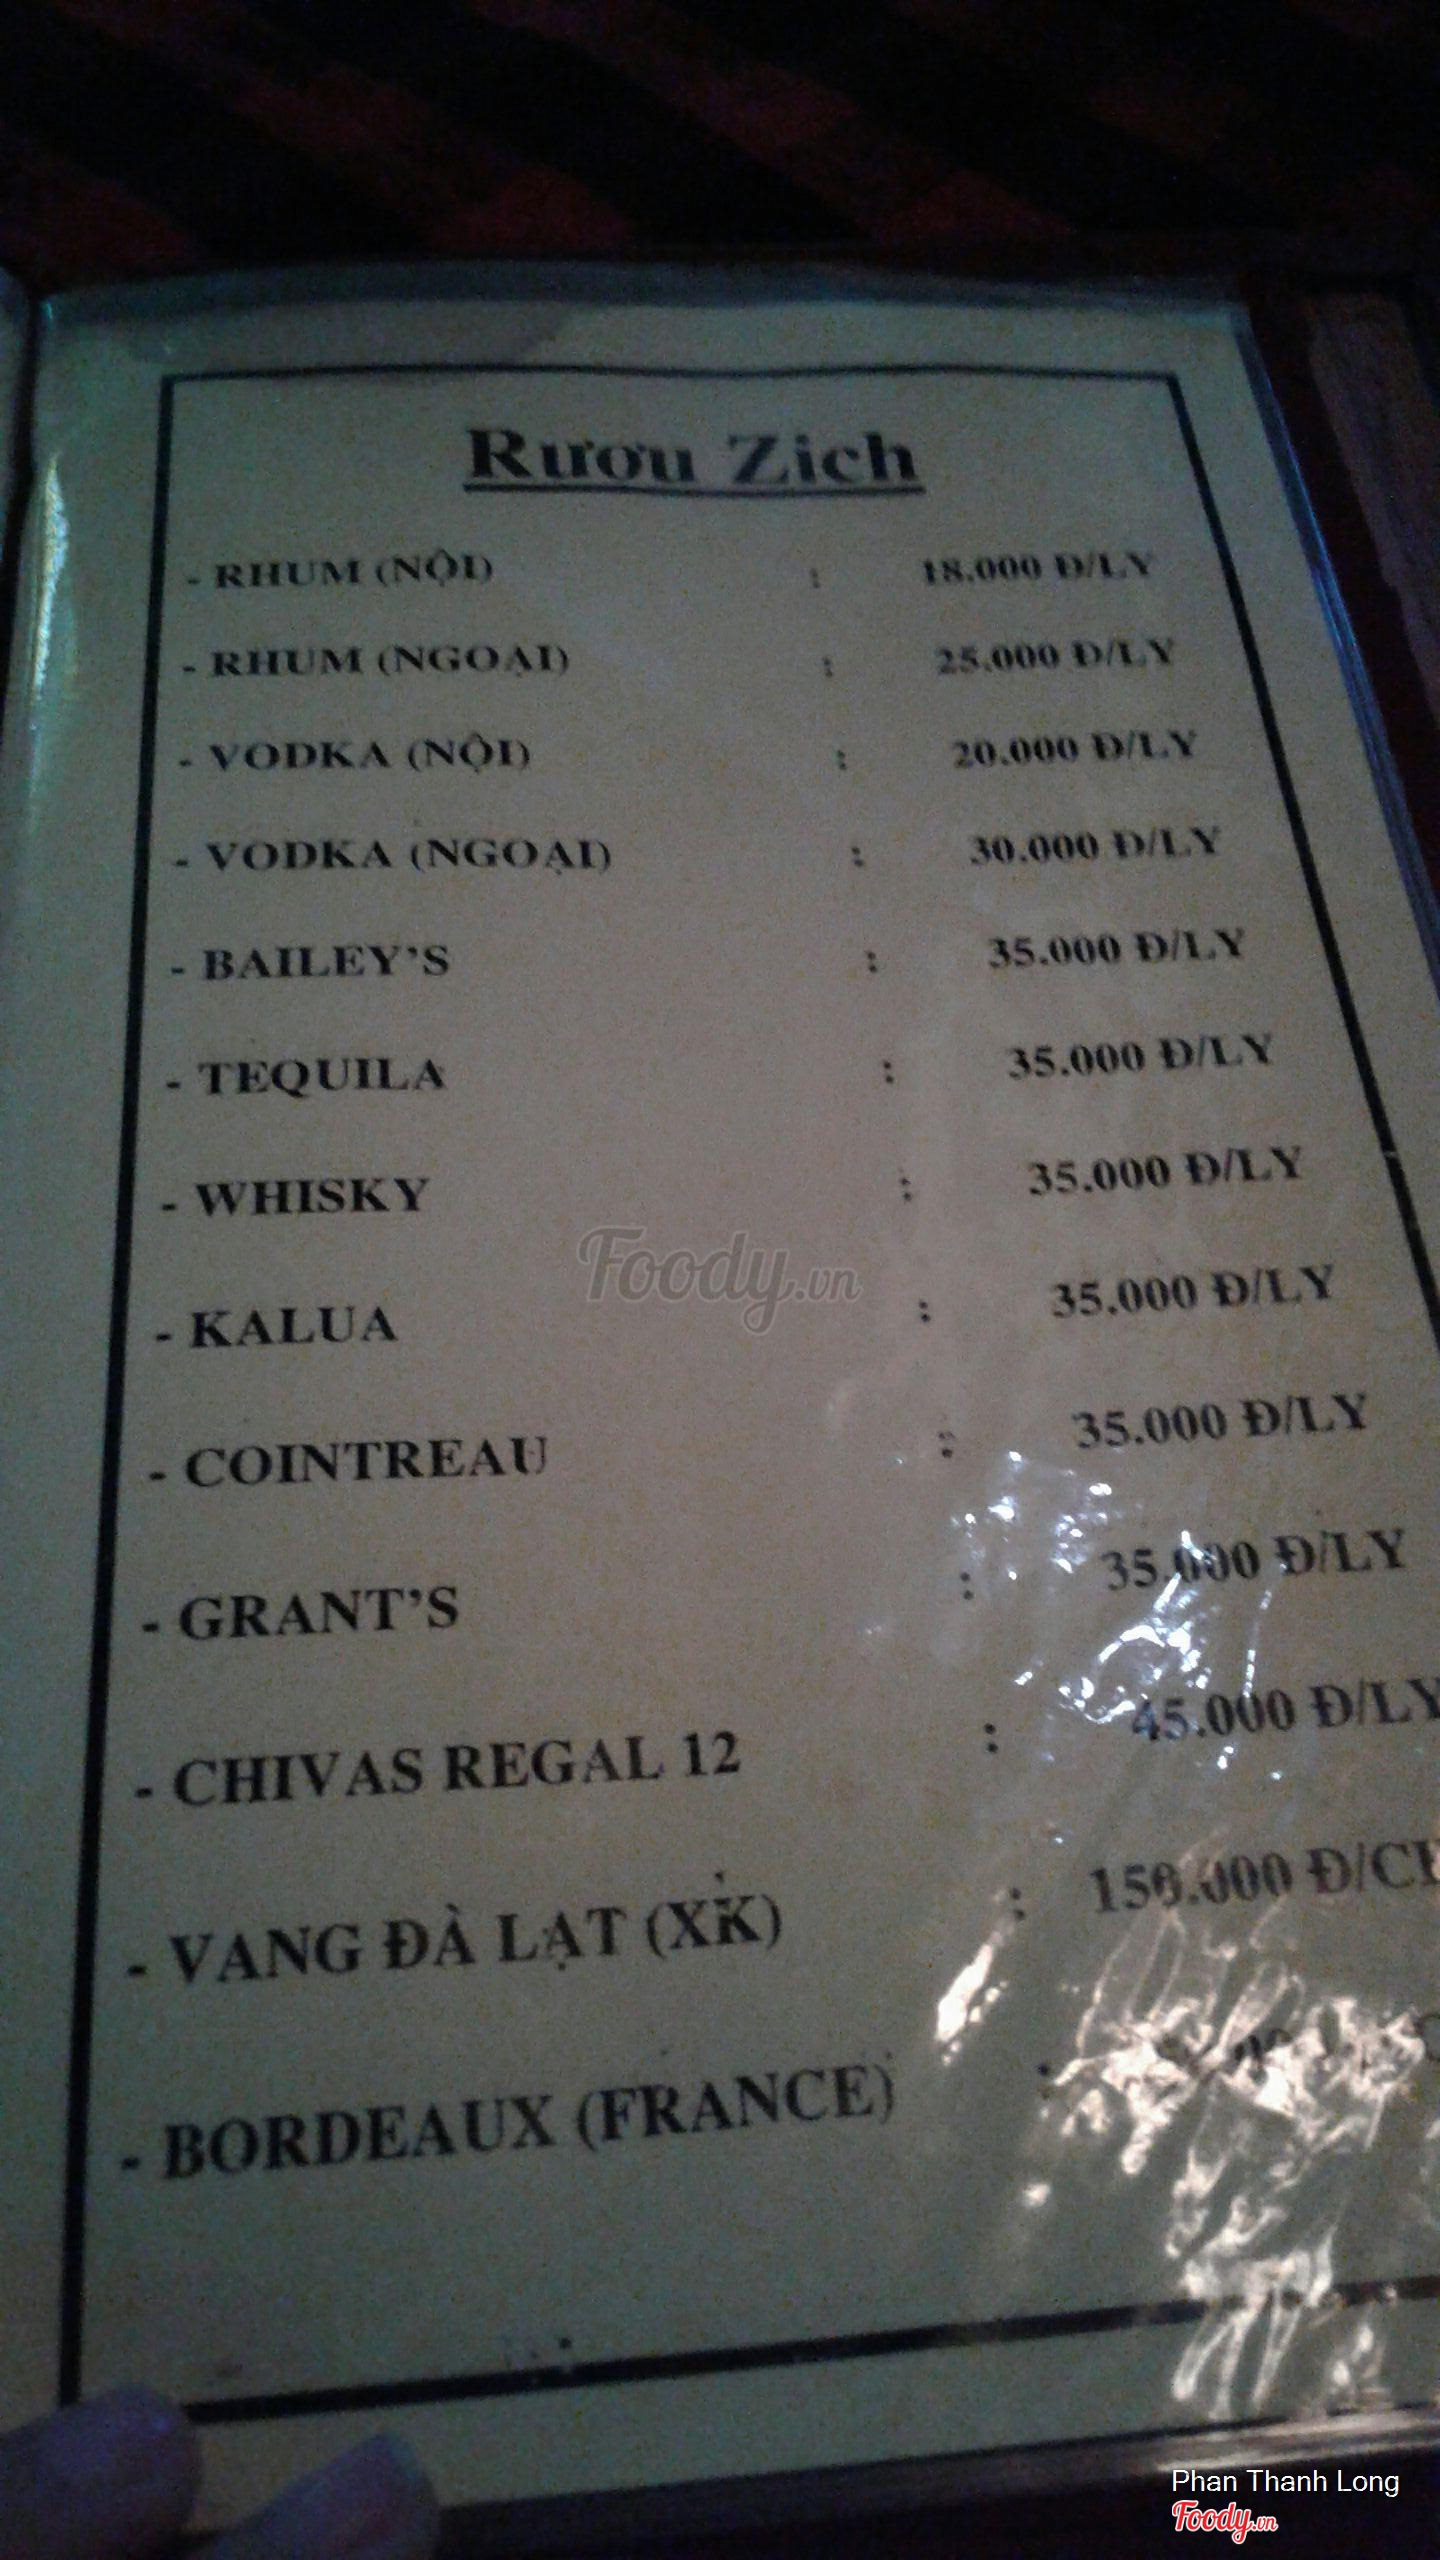 Rượu Zich
- RHUM (NỘI) : 18.000 Đ/LY
- RHUM (NGOẠI) : 25.000 Đ/LY
- VODKA (NỘI) : 20.000 Đ/LY
- VODKA (NGOẠI) : 30.000 Đ/LY
- BAILEY'S : 35.000 Đ/LY
- TEQUILA : 35.000 Đ/LY
- WHISKY : 35.000 Đ/LY
- KALUA : 35.000 Đ/LY
- COINTREAU : 35.000 Đ/LY
- GRANT'S : 35.000 Đ/LY
- CHIVAS REGAL 12 : 45.000 Đ/LY
- VANG ĐÀ LẠT (XK) : 150.000
- BORDEAUX (FRANCE)
Foody.vn
Phan Thanh Long
Foody.vn